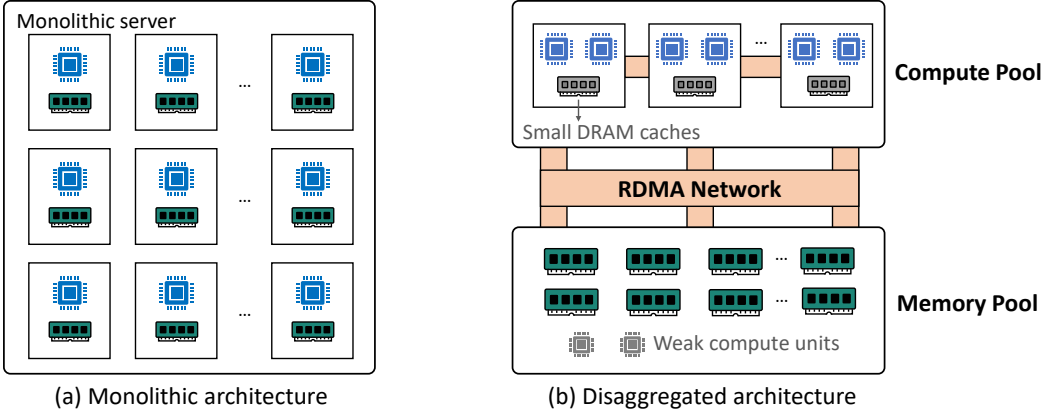 Monolithic server
...
...
...
(a) Monolithic architecture
...
Small DRAM caches
Compute Pool
RDMA Network
...
...
Weak compute units
Memory Pool
(b) Disaggregated architecture